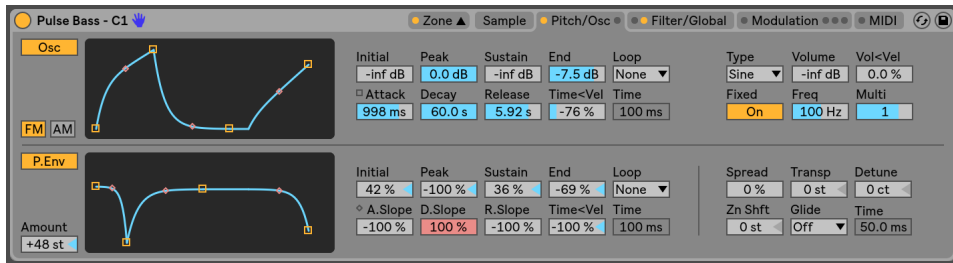 Pulse Bass - C1 Zone Sample Pitch/Osc Filter/Global Modulation MIDI
Osc
Initial Peak Sustain End Loop Type Volume Vol<Vel
-inf dB 0.0 dB -inf dB -7.5 dB None Sine -inf dB 0.0 %
Attack Decay Release Time<Vel Time Fixed Freq Multi
998 ms 60.0 s 5.92 s -76 % 100 ms On 100 Hz 1
FM AM
P.Env
Initial Peak Sustain End Loop Spread Transp Detune
42 % -100 % 36 % -69 % None 0 % 0 st 0 ct
A.Slope D.Slope R.Slope Time<Vel Time Zn Shft Glide Time
Amount
-100 % 100 % -100 % -100 % 100 ms 0 st Off 50.0 ms
+48 st